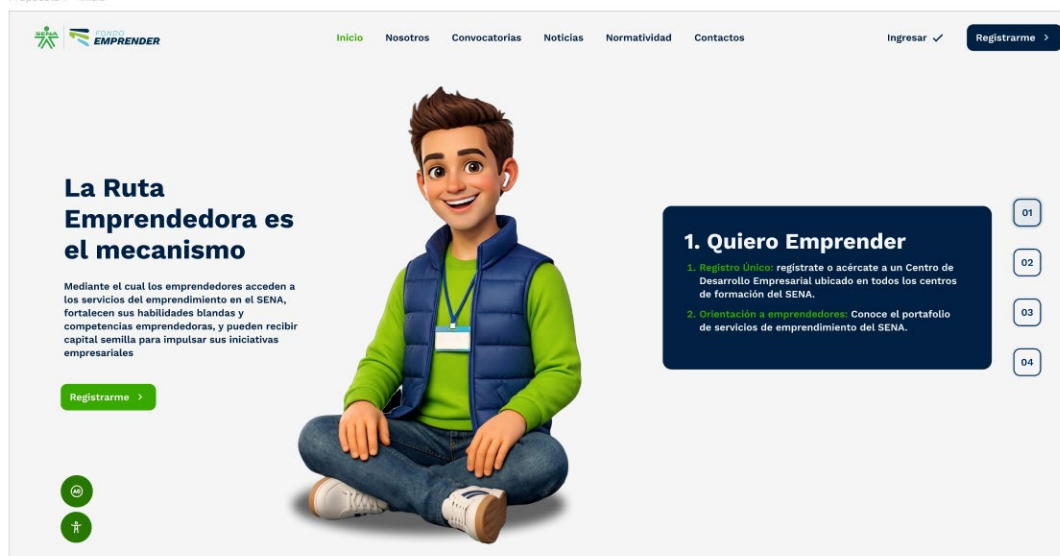 SENA
FONDO
EMPRENDER
Inicio
Nosotros
Convocatorias
Noticias
Normatividad
Contactos
Ingresar
Registrarme
La Ruta
Emprendedora es
el mecanismo
Mediante el cual los emprendedores acceden a
los servicios del emprendimiento en el SENA,
fortalecen sus habilidades blandas y
competencias emprendedoras, y pueden recibir
capital semilla para impulsar sus iniciativas
empresariales
Registrarme
1. Quiero Emprender
1. Registro Único: regístrate o acércate a un Centro de
Desarrollo Empresarial ubicado en todos los centros
de formación del SENA.
2. Orientación a emprendedores: Conoce el portafolio
de servicios de emprendimiento del SENA.
01
02
03
04